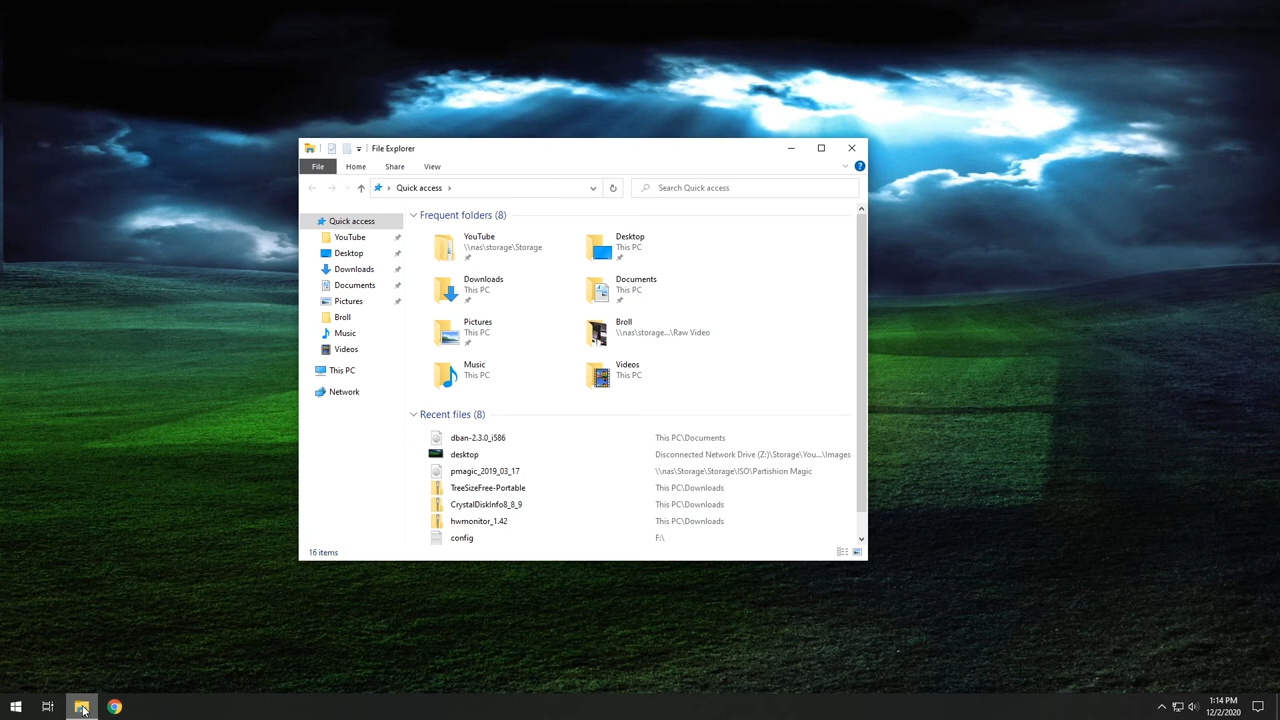 File Explorer
File Home Share View
Quick access
Search Quick access
Quick access
YouTube
Desktop
Downloads
Documents
Pictures
Broll
Music
Videos
This PC
Network
Frequent folders (8)
YouTube
\\nas\storage\Storage
Desktop
This PC
Downloads
This PC
Documents
This PC
Pictures
This PC
Broll
\\nas\storage...\Raw Video
Music
This PC
Videos
This PC
Recent files (8)
dban-2.3.0_i586 This PC\Documents
desktop Disconnected Network Drive (Z:)\Storage\You...\Images
pmagic_2019_03_17 \\nas\Storage\Storage\ISO\Partishion Magic
TreeSizeFree-Portable This PC\Downloads
CrystalDiskInfo8_8_9 This PC\Downloads
hwmonitor_1.42 This PC\Downloads
config F:\
16 items
1:14 PM
12/2/2020